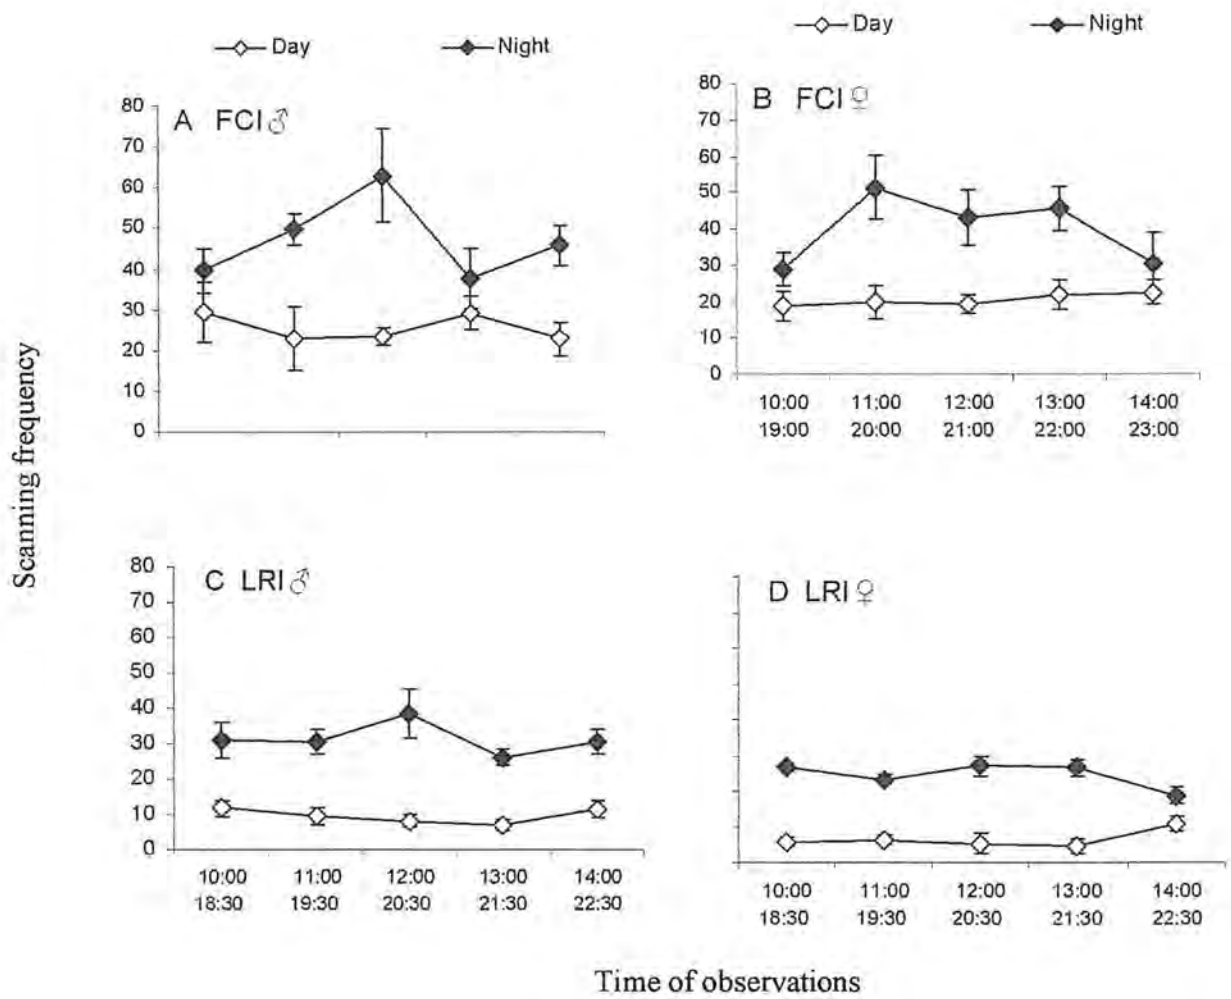 Day Night
Day Night
A FCI♂
80
70
60
50
40
30
20
10
0
B FCI♀
80
70
60
50
40
30
20
10
0
10:00 11:00 12:00 13:00 14:00
19:00 20:00 21:00 22:00 23:00
Scanning frequency
C LRI♂
80
70
60
50
40
30
20
10
0
10:00 11:00 12:00 13:00 14:00
18:30 19:30 20:30 21:30 22:30
D LRI♀
10:00 11:00 12:00 13:00 14:00
18:30 19:30 20:30 21:30 22:30
Time of observations